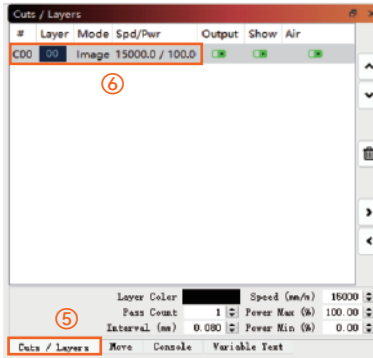 Cuts / Layers
# Layer Mode Spd/Pwr Output Show Air
C00 00 Image 15000.0 / 100.0
⑥
Layer Color Speed (mm/m) 15000
⑤ Pass Count 1 Power Max (%) 100.00
Interval (mm) 0.080 Power Min (%) 0.00
Cuts / Layers Move Console Variable Text